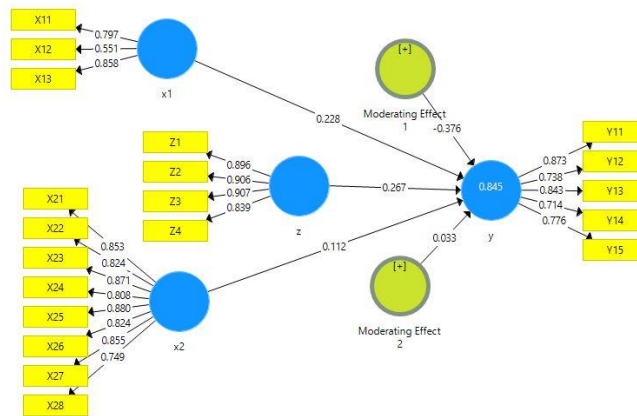 X11
X12
X13
0.797
0.551
0.858
x1
[+]
Moderating Effect
1
0.228
-0.376
Z1
Z2
Z3
Z4
0.896
0.906
0.907
0.839
z
0.267
0.845
y
Y11
Y12
Y13
Y14
Y15
0.873
0.738
0.843
0.714
0.776
X21
X22
X23
X24
X25
X26
X27
X28
0.853
0.824
0.871
0.808
0.880
0.824
0.855
0.749
x2
0.112
0.033
[+]
Moderating Effect
2